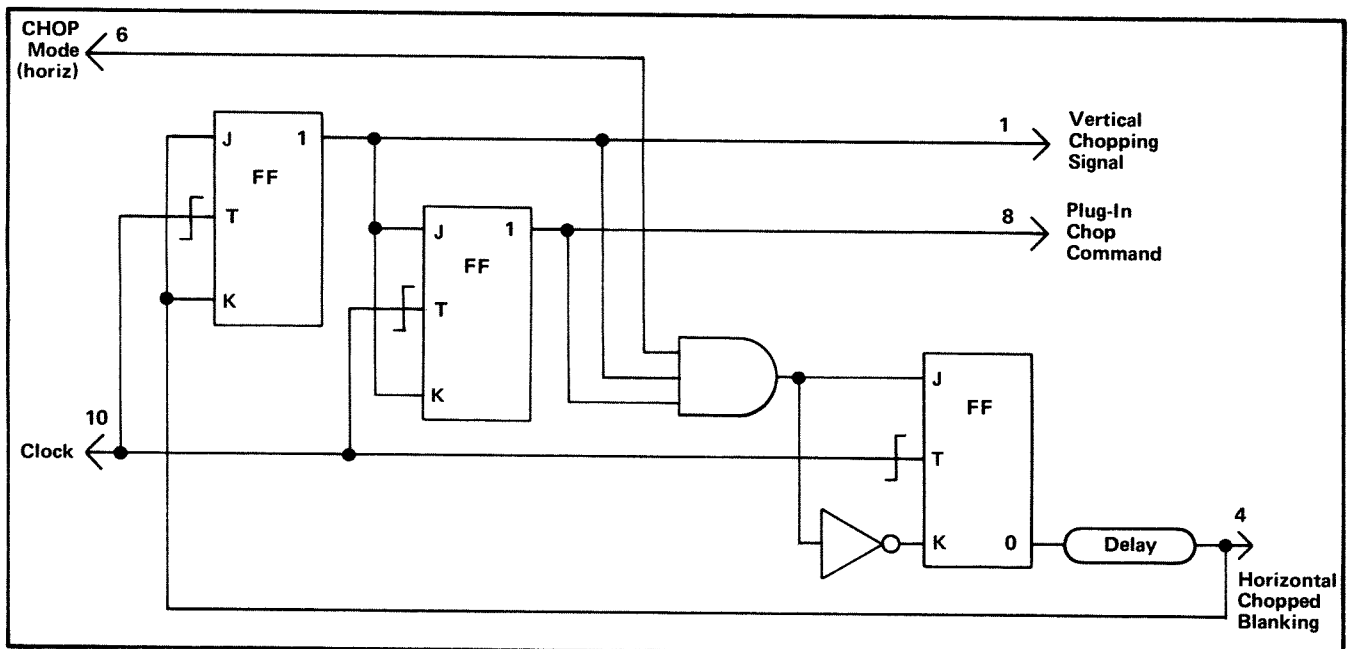 CHOP
Mode
(horiz)
6
J
1
FF
T
K
1
Vertical
Chopping
Signal
J
1
FF
T
K
8
Plug-In
Chop
Command
10
Clock
J
FF
T
K
0
Delay
4
Horizontal
Chopped
Blanking